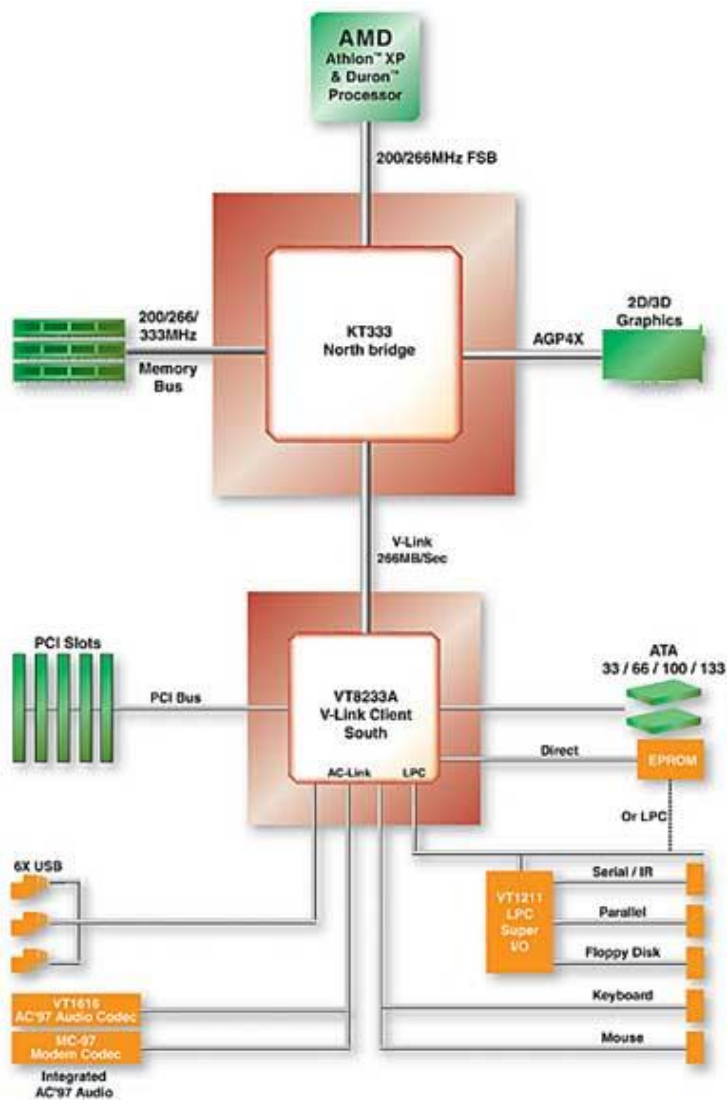 AMD
Athlon™ XP
& Duron™
Processor
200/266MHz FSB
200/266/
333MHz
Memory
Bus
KT333
North bridge
AGP4X
2D/3D
Graphics
V-Link
266MB/Sec
PCI Slots
PCI Bus
VT8233A
V-Link Client
South
AC-Link
LPC
ATA
33 / 66 / 100 / 133
Direct
EPROM
Or LPC
6X USB
VT1211
LPC
Super
I/O
Serial / IR
Parallel
Floppy Disk
Keyboard
Mouse
VT1616
AC'97 Audio Codec
MC-97
Modem Codec
Integrated
AC'97 Audio